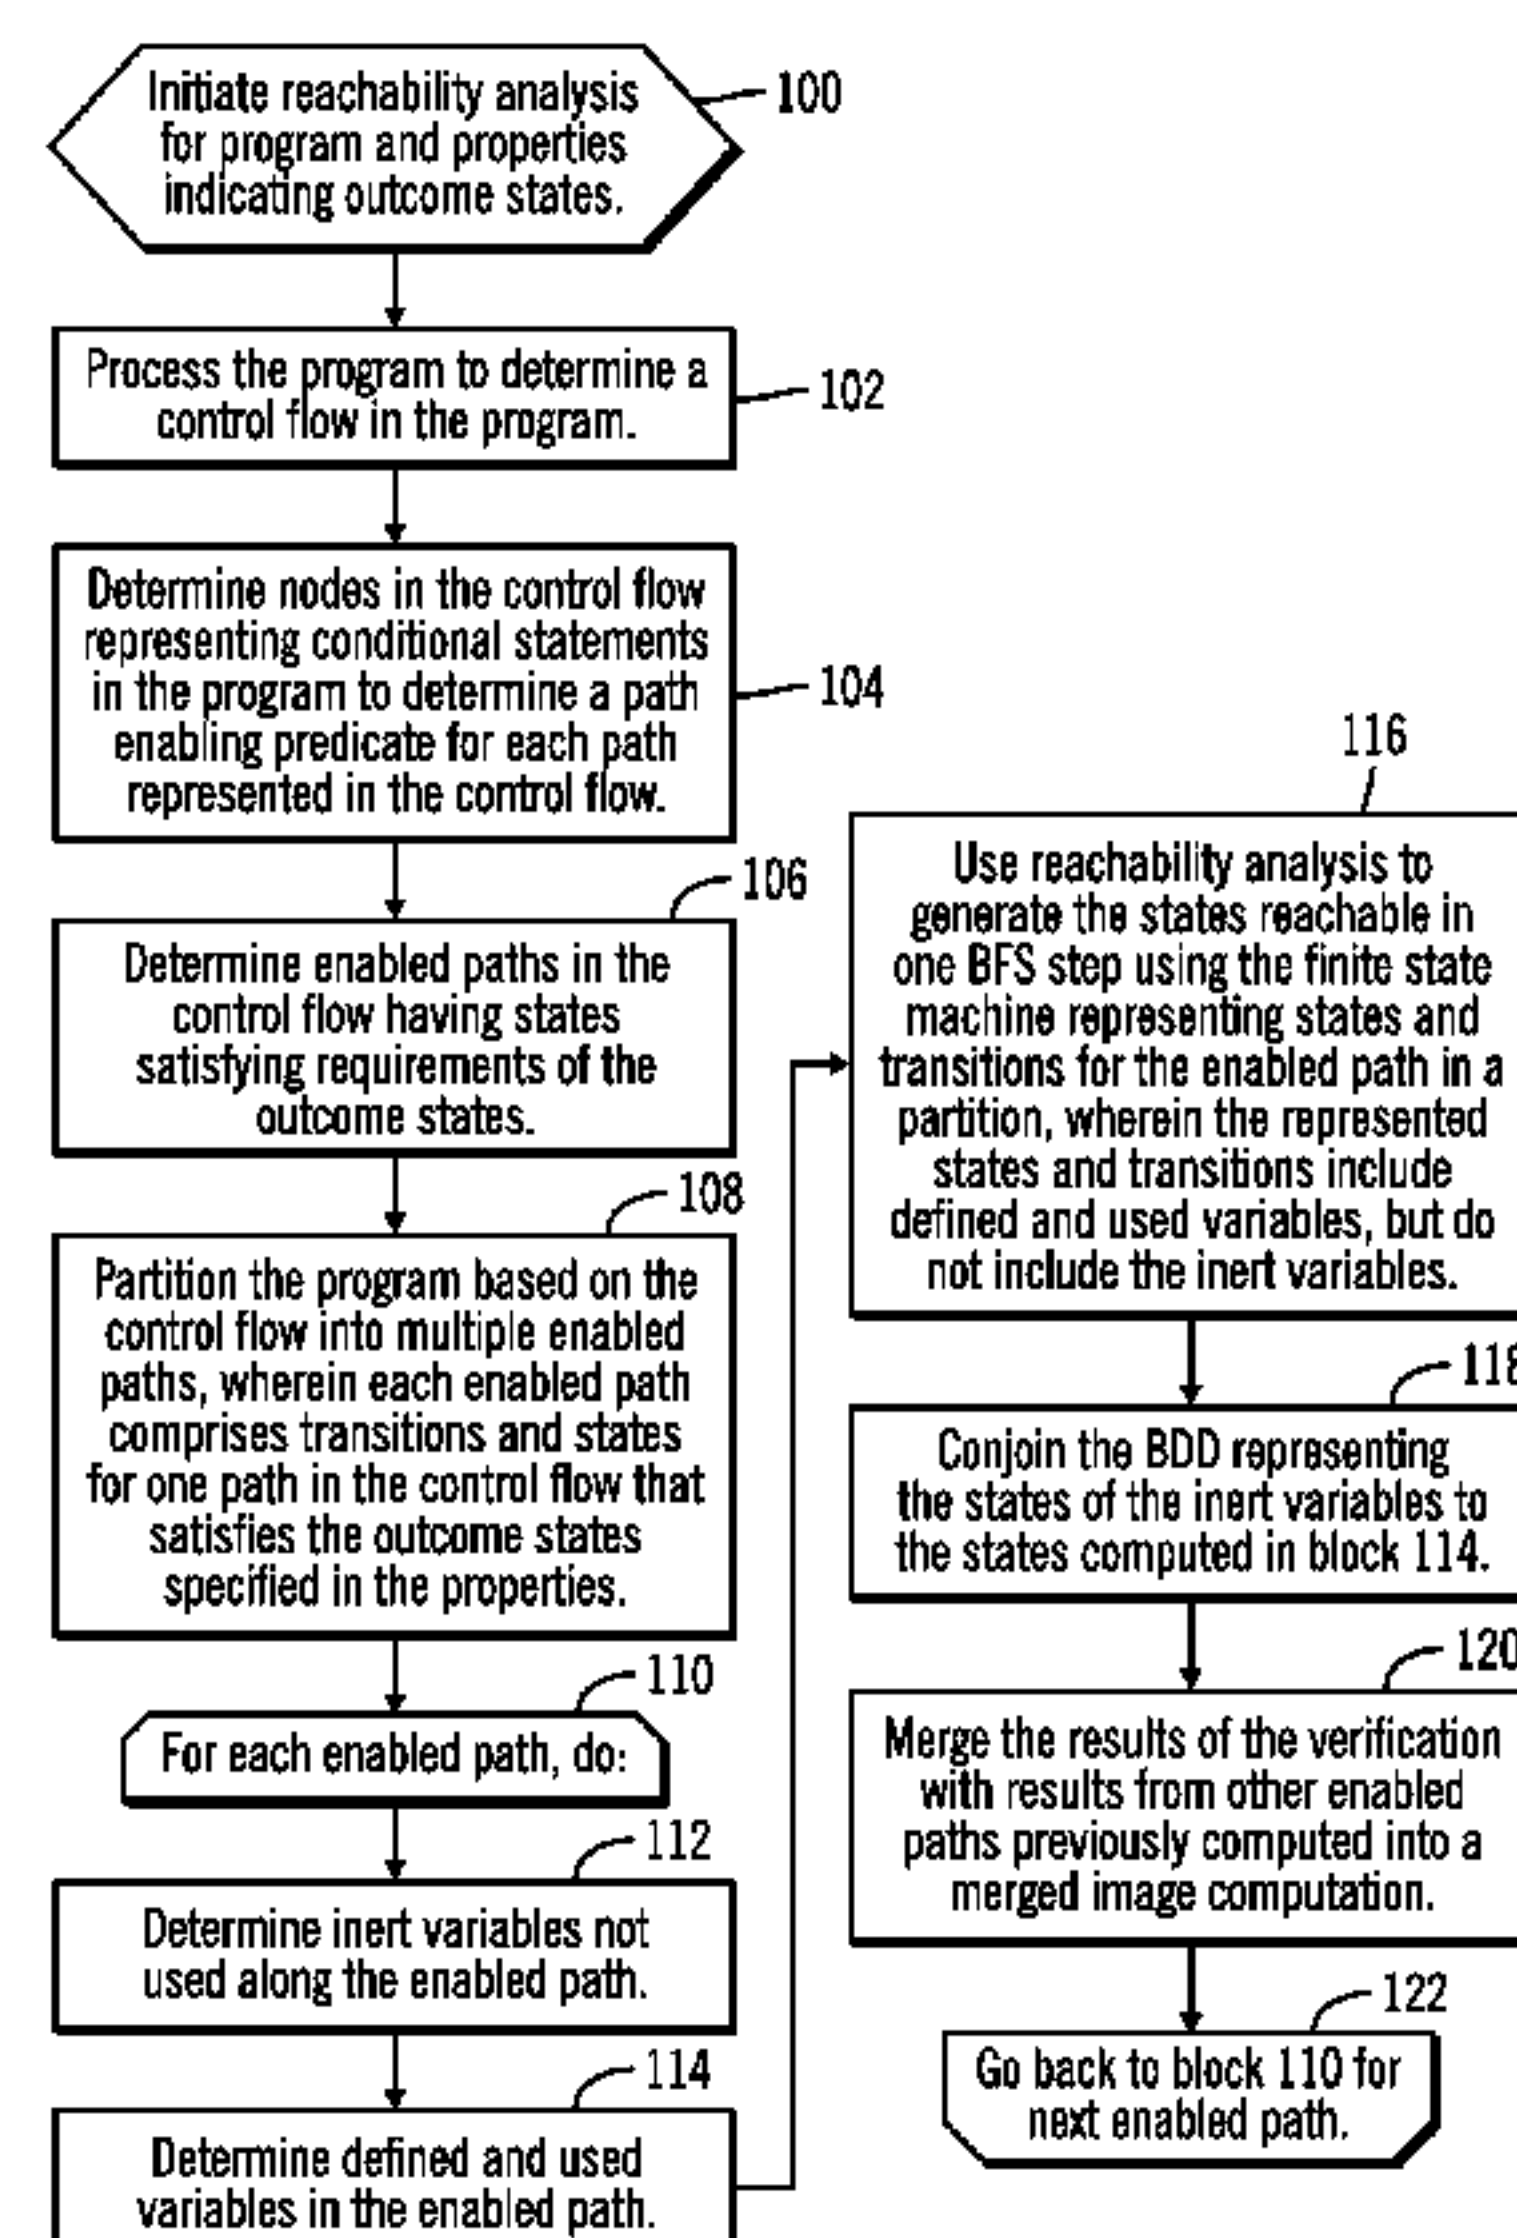 Initiate reachability analysis
for program and properties
indicating outcome states.
100
Process the program to determine a
control flow in the program.
102
Determine nodes in the control flow
representing conditional statements
in the program to determine a path
enabling predicate for each path
represented in the control flow.
104
106
Determine enabled paths in the
control flow having states
satisfying requirements of the
outcome states.
108
Partition the program based on the
control flow into multiple enabled
paths, wherein each enabled path
comprises transitions and states
for one path in the control flow that
satisfies the outcome states
specified in the properties.
110
For each enabled path, do:
112
Determine inert variables not
used along the enabled path.
114
Determine defined and used
variables in the enabled path.
116
Use reachability analysis to
generate the states reachable in
one BFS step using the finite state
machine representing states and
transitions for the enabled path in a
partition, wherein the represented
states and transitions include
defined and used variables, but do
not include the inert variables.
118
Conjoin the BDD representing
the states of the inert variables to
the states computed in block 114.
120
Merge the results of the verification
with results from other enabled
paths previously computed into a
merged image computation.
122
Go back to block 110 for
next enabled path.